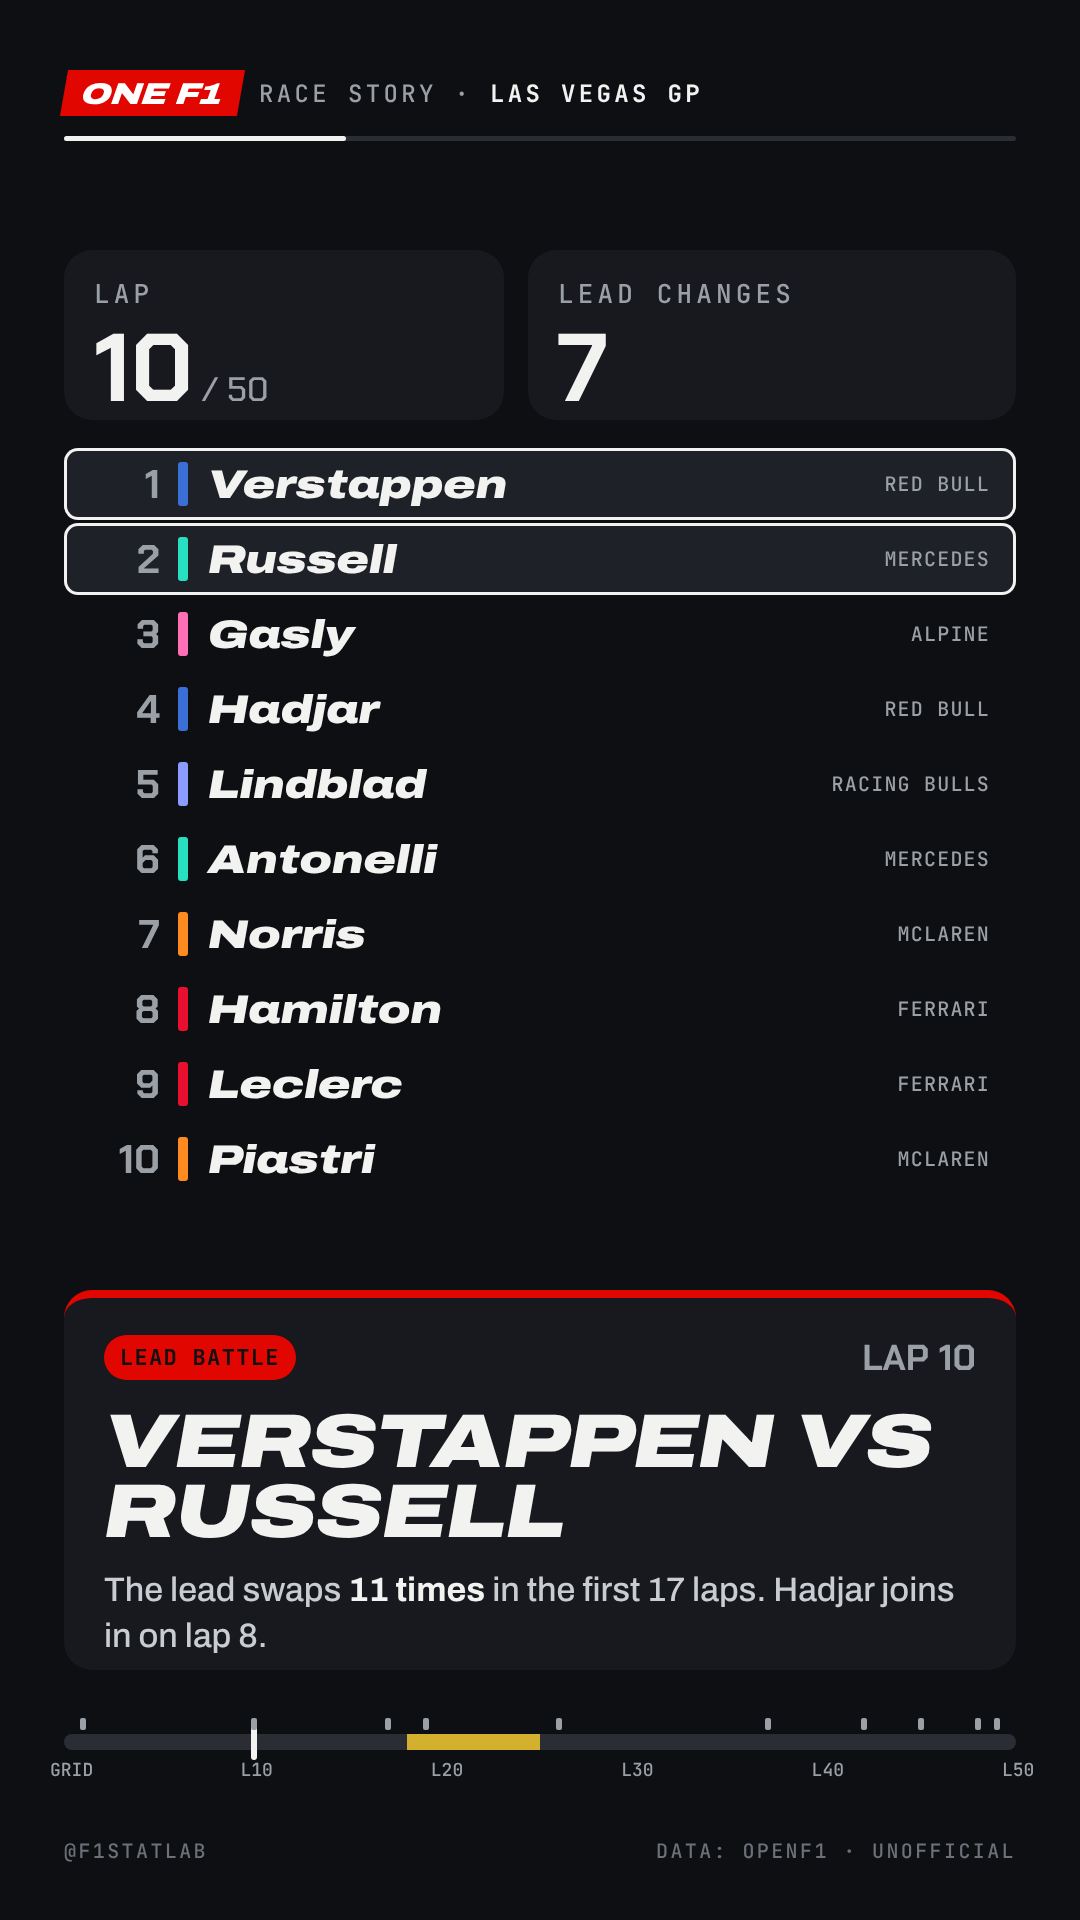 ONE F1 RACE STORY · LAS VEGAS GP
LAP
10 / 50
LEAD CHANGES
7
1 Verstappen RED BULL
2 Russell MERCEDES
3 Gasly ALPINE
4 Hadjar RED BULL
5 Lindblad RACING BULLS
6 Antonelli MERCEDES
7 Norris MCLAREN
8 Hamilton FERRARI
9 Leclerc FERRARI
10 Piastri MCLAREN
LEAD BATTLE LAP 10
VERSTAPPEN VS
RUSSELL
The lead swaps 11 times in the first 17 laps. Hadjar joins
in on lap 8.
GRID L10 L20 L30 L40 L50
@F1STATLAB DATA: OPENF1 · UNOFFICIAL